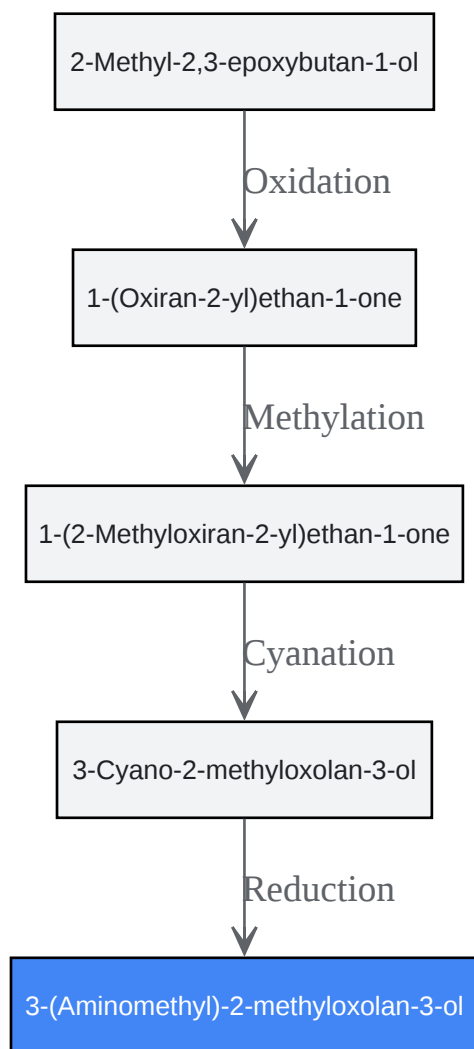 2-Methyl-2,3-epoxybutan-1-ol
Oxidation
1-(Oxiran-2-yl)ethan-1-one
Methylation
1-(2-Methyloxiran-2-yl)ethan-1-one
Cyanation
3-Cyano-2-methyloxolan-3-ol
Reduction
3-(Aminomethyl)-2-methyloxolan-3-ol